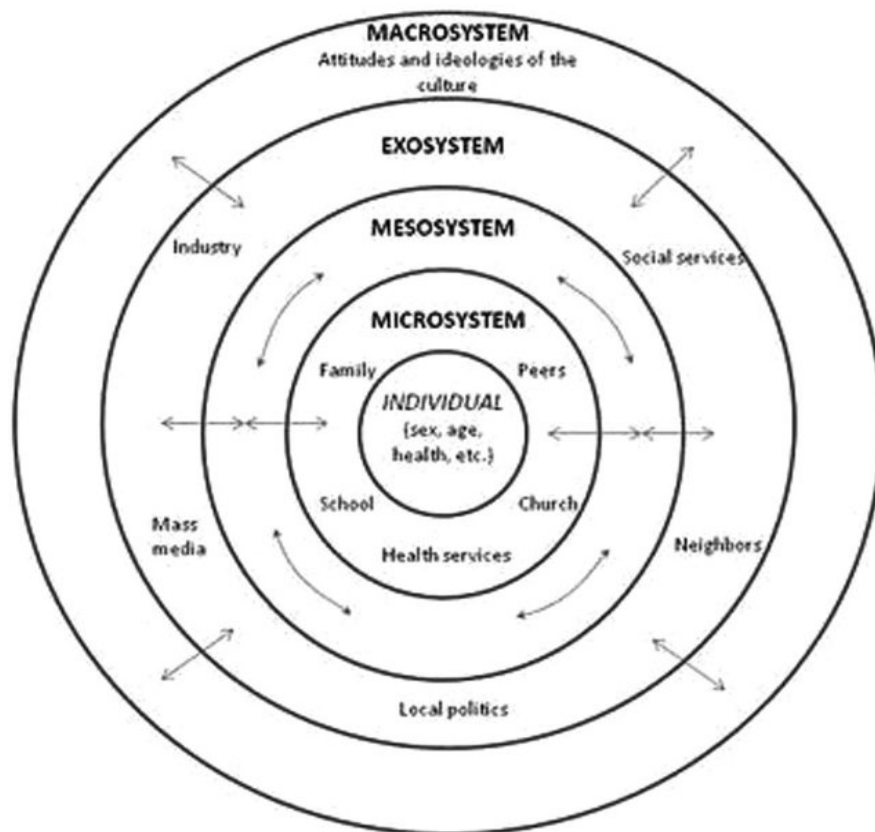 MACROSYSTEM
Attitudes and ideologies of the
culture
EXOSYSTEM
MESOSYSTEM
Industry
Social services
MICROSYSTEM
Family
Peers
INDIVIDUAL
{sex, age,
health, etc.}
School
Church
Mass
media
Neighbors
Health services
Local politics